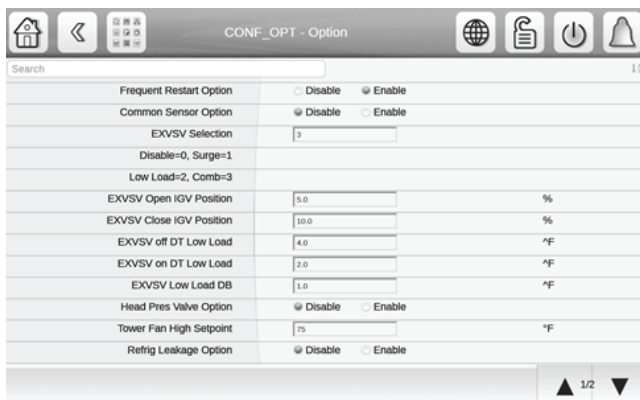 CONF_OPT - Option
Search
Frequent Restart Option Disable Enable
Common Sensor Option Disable Enable
EXVSV Selection 3
Disable=0, Surge=1
Low Load=2, Comb=3
EXVSV Open IGV Position 5.0 %
EXVSV Close IGV Position 10.0 %
EXVSV off DT Low Load 4.0 ^F
EXVSV on DT Low Load 2.0 ^F
EXVSV Low Load DB 1.0 ^F
Head Pres Valve Option Disable Enable
Tower Fan High Setpoint 75 °F
Refrig Leakage Option Disable Enable
1/2